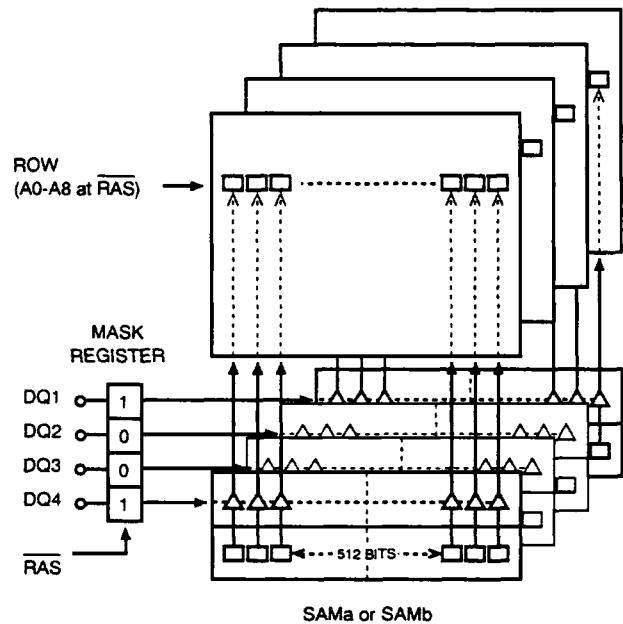 ROW
(A0-A8 at RAS)
MASK
REGISTER
DQ1
1
DQ2
0
DQ3
0
DQ4
1
RAS
512 BITS
SAMa or SAMb